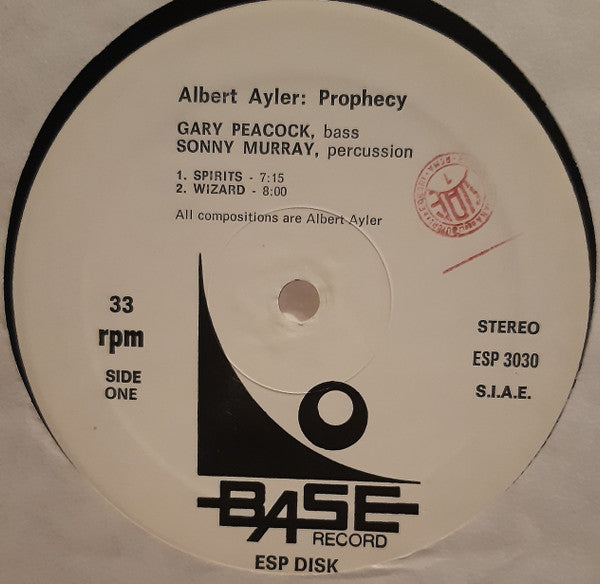 Albert Ayler: Prophecy
GARY PEACOCK, bass
SONNY MURRAY, percussion
1. SPIRITS - 7:15
2. WIZARD - 8:00
All compositions are Albert Ayler
33
rpm
SIDE
ONE
STEREO
ESP 3030
S.I.A.E.
BASE
RECORD
ESP DISK